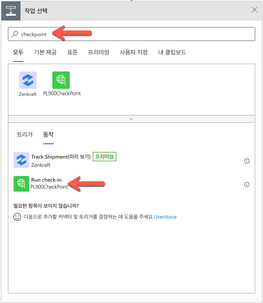 작업 선택
checkpoint
모두 기본 제공 표준 프리미엄 사용자 지정 내 클립보드
Zenkraft PL900CheckPoint
트리거 동작
Track Shipment(미리 보기) 프리미엄
Zenkraft
Run check-in
PL900CheckPoint
필요한 항목이 보이지 않습니까?
다음으로 추가할 커넥터 및 트리거를 결정하는 데 도움을 주세요.UserVoice